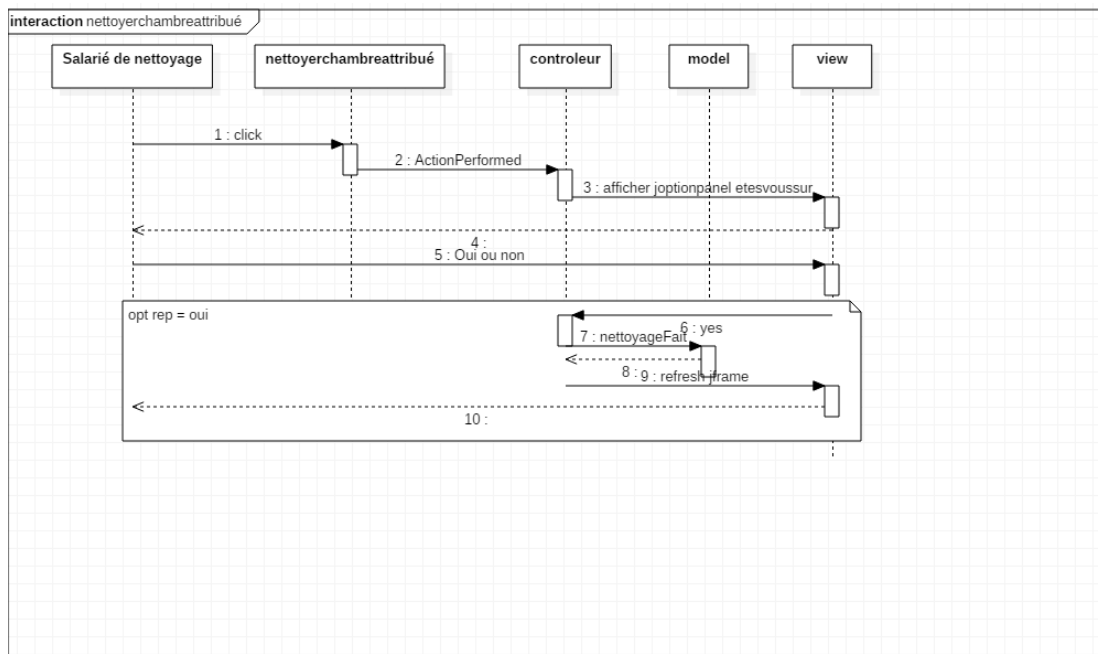 interaction nettoyerchambreattribué
Salarié de nettoyage
nettoyerchambreattribué
controleur
model
view
1 : click
2 : ActionPerformed
3 : afficher joptionpanel etesvoussur
4 :
5 : Oui ou non
opt rep = oui
6 : yes
7 : nettoyageFait
8 :
9 : refresh jframe
10 :